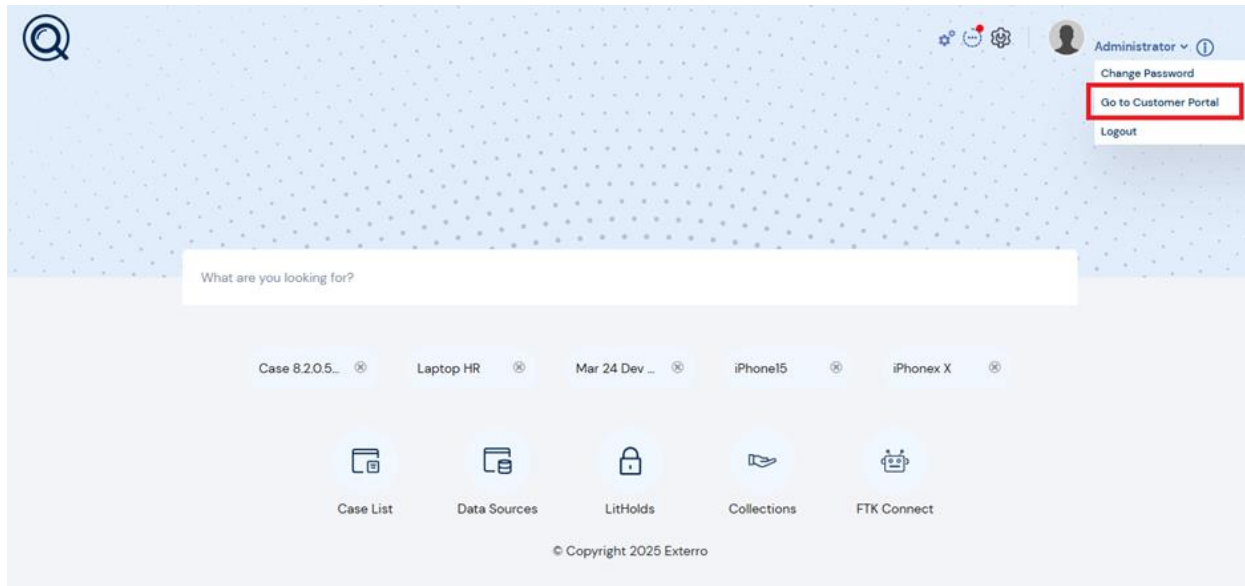 Administrator
Change Password
Go to Customer Portal
Logout
What are you looking for?
Case 8.2.0.5... Laptop HR Mar 24 Dev ... iPhone15 iPhonex X
Case List Data Sources LitHolds Collections FTK Connect
© Copyright 2025 Exterro